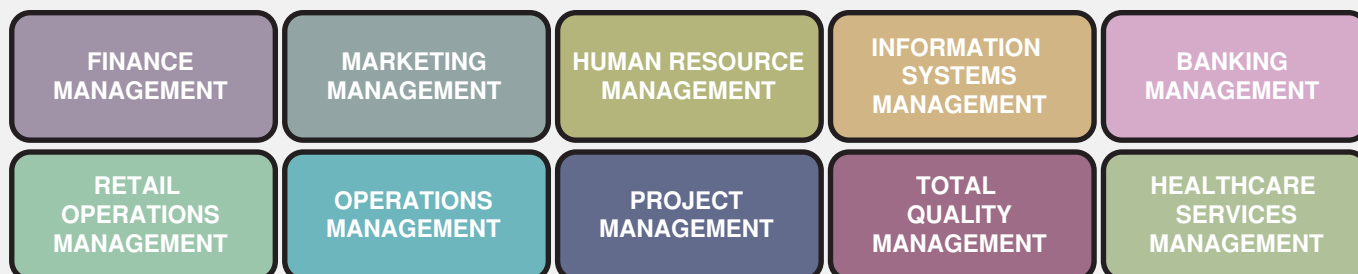 FINANCE
MANAGEMENT
MARKETING
MANAGEMENT
HUMAN RESOURCE
MANAGEMENT
INFORMATION
SYSTEMS
MANAGEMENT
BANKING
MANAGEMENT
RETAIL
OPERATIONS
MANAGEMENT
OPERATIONS
MANAGEMENT
PROJECT
MANAGEMENT
TOTAL
QUALITY
MANAGEMENT
HEALTHCARE
SERVICES
MANAGEMENT